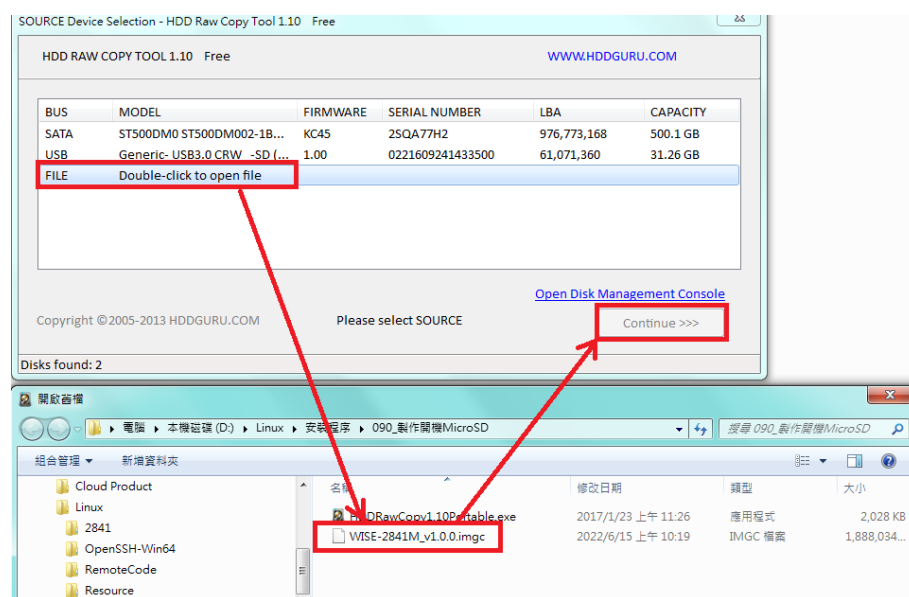 SOURCE Device Selection - HDD Raw Copy Tool 1.10 Free
HDD RAW COPY TOOL 1.10 Free WWW.HDDGURU.COM
BUS MODEL FIRMWARE SERIAL NUMBER LBA CAPACITY
SATA ST500DM0 ST500DM002-1B... KC45 2SQA77H2 976,773,168 500.1 GB
USB Generic- USB3.0 CRW -SD (... 1.00 0221609241433500 61,071,360 31.26 GB
FILE Double-click to open file
Open Disk Management Console
Copyright ©2005-2013 HDDGURU.COM Please select SOURCE Continue >>>
Disks found: 2
開啟舊檔
電腦 本機磁碟 (D:) Linux 安裝程序 090_製作開機MicroSD 搜尋 090_製作開機MicroSD
組合管理 新增資料夾
Cloud Product 名稱 修改日期 類型 大小
Linux
2841 HDDRawCopy1.10Portable.exe 2017/1/23 上午 11:26 應用程式 2,028 KB
OpenSSH-Win64 WISE-2841M_v1.0.0.imgc 2022/6/15 上午 10:19 IMGC 檔案 1,888,034...
RemoteCode
Resource